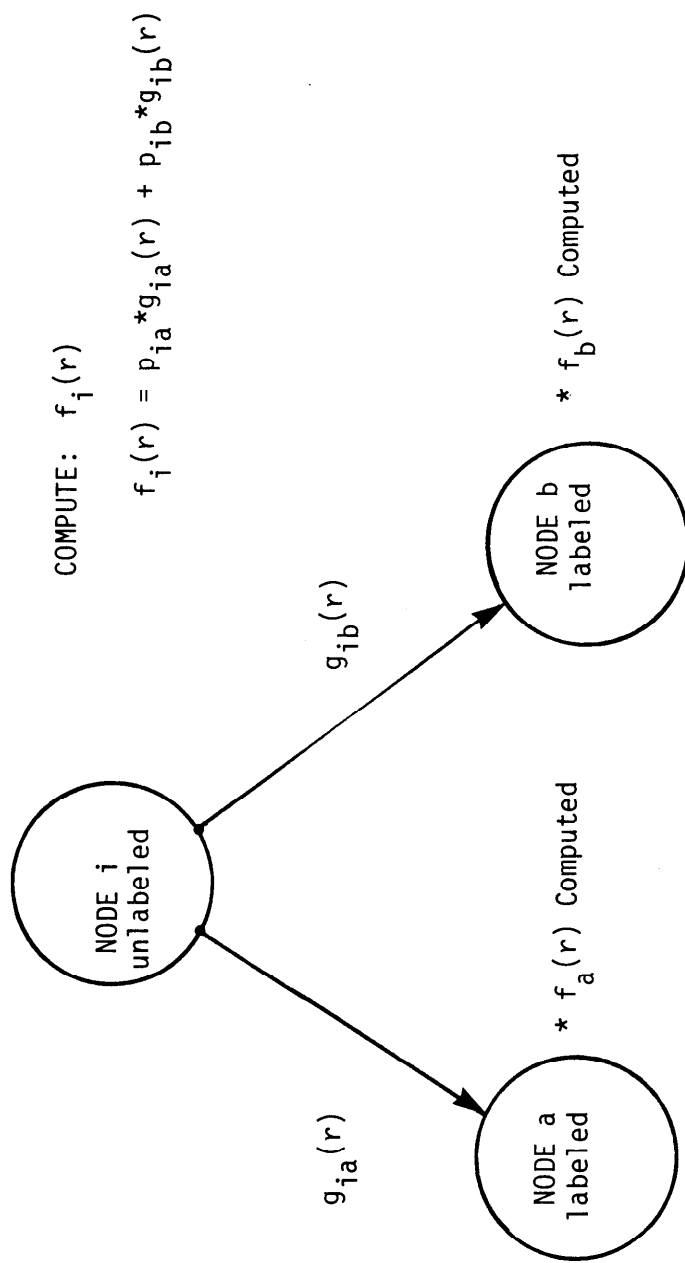 COMPUTE: f_i(r)
f_i(r) = p_ia*g_ia(r) + p_ib*g_ib(r)
NODE i
unlabeled
g_ia(r)
g_ib(r)
NODE a
labeled
* f_a(r) Computed
NODE b
labeled
* f_b(r) Computed